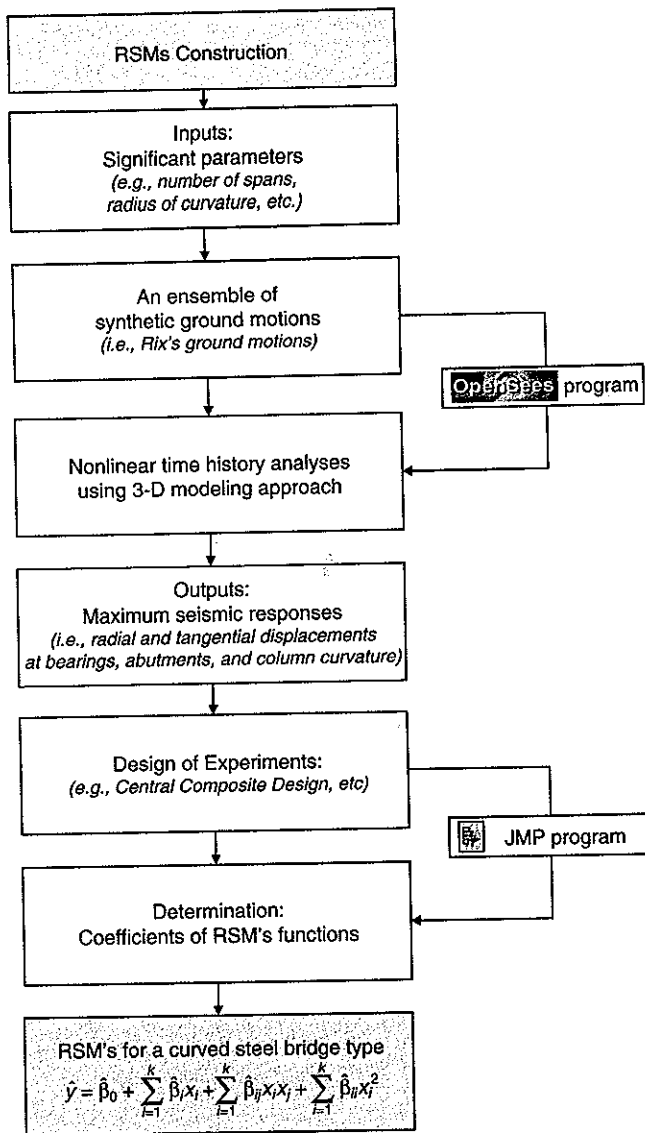 RSMs Construction
Inputs:
Significant parameters
(e.g., number of spans,
radius of curvature, etc.)
An ensemble of
synthetic ground motions
(i.e., Rix's ground motions)
OpenSees program
Nonlinear time history analyses
using 3-D modeling approach
Outputs:
Maximum seismic responses
(i.e., radial and tangential displacements
at bearings, abutments, and column curvature)
Design of Experiments:
(e.g., Central Composite Design, etc)
JMP program
Determination:
Coefficients of RSM's functions
RSM's for a curved steel bridge type
ŷ = β̂₀ + ∑ᵢ₌₁ᵏ β̂ᵢxᵢ + ∑ᵢ₌₁ᵏ β̂ᵢⱼxᵢxⱼ + ∑ᵢ₌₁ᵏ β̂ᵢᵢxᵢ²